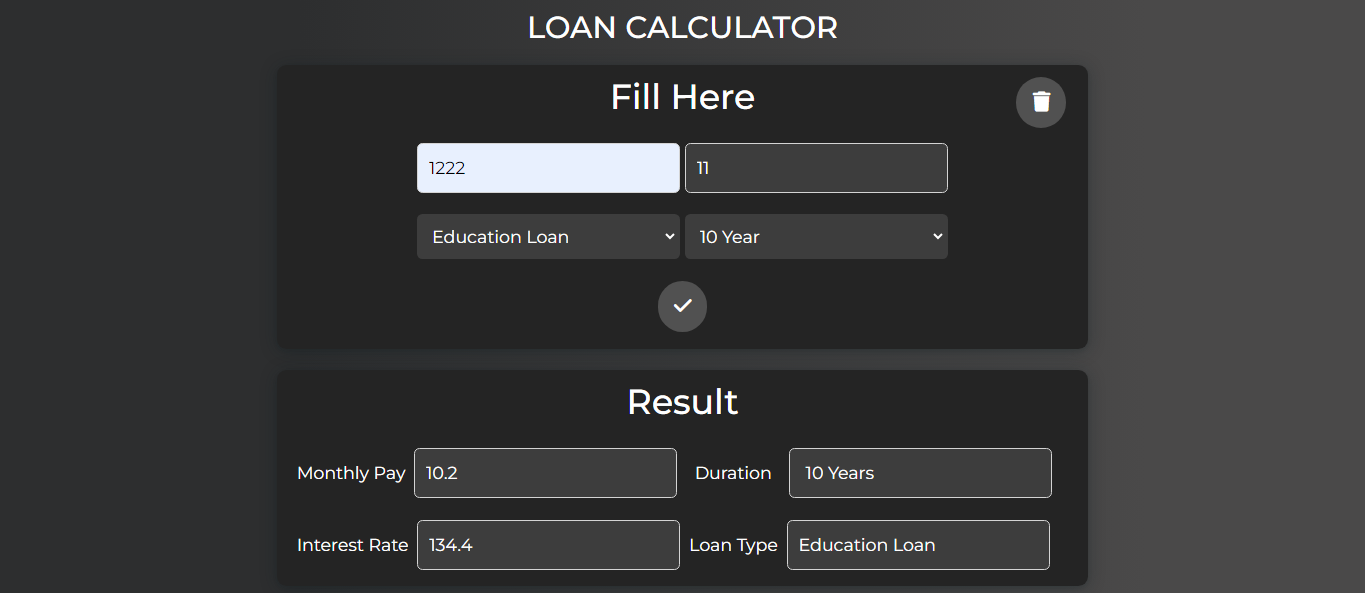 LOAN CALCULATOR
Fill Here
1222 11
Education Loan 10 Year
Result
Monthly Pay 10.2 Duration 10 Years
Interest Rate 134.4 Loan Type Education Loan